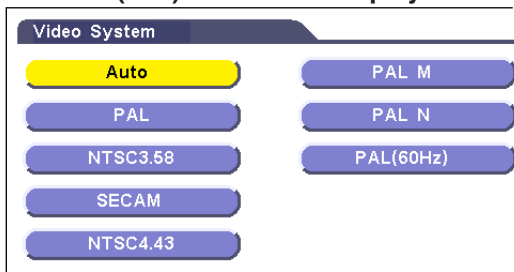 Video System
Auto
PAL
NTSC3.58
SECAM
NTSC4.43
PAL M
PAL N
PAL(60Hz)